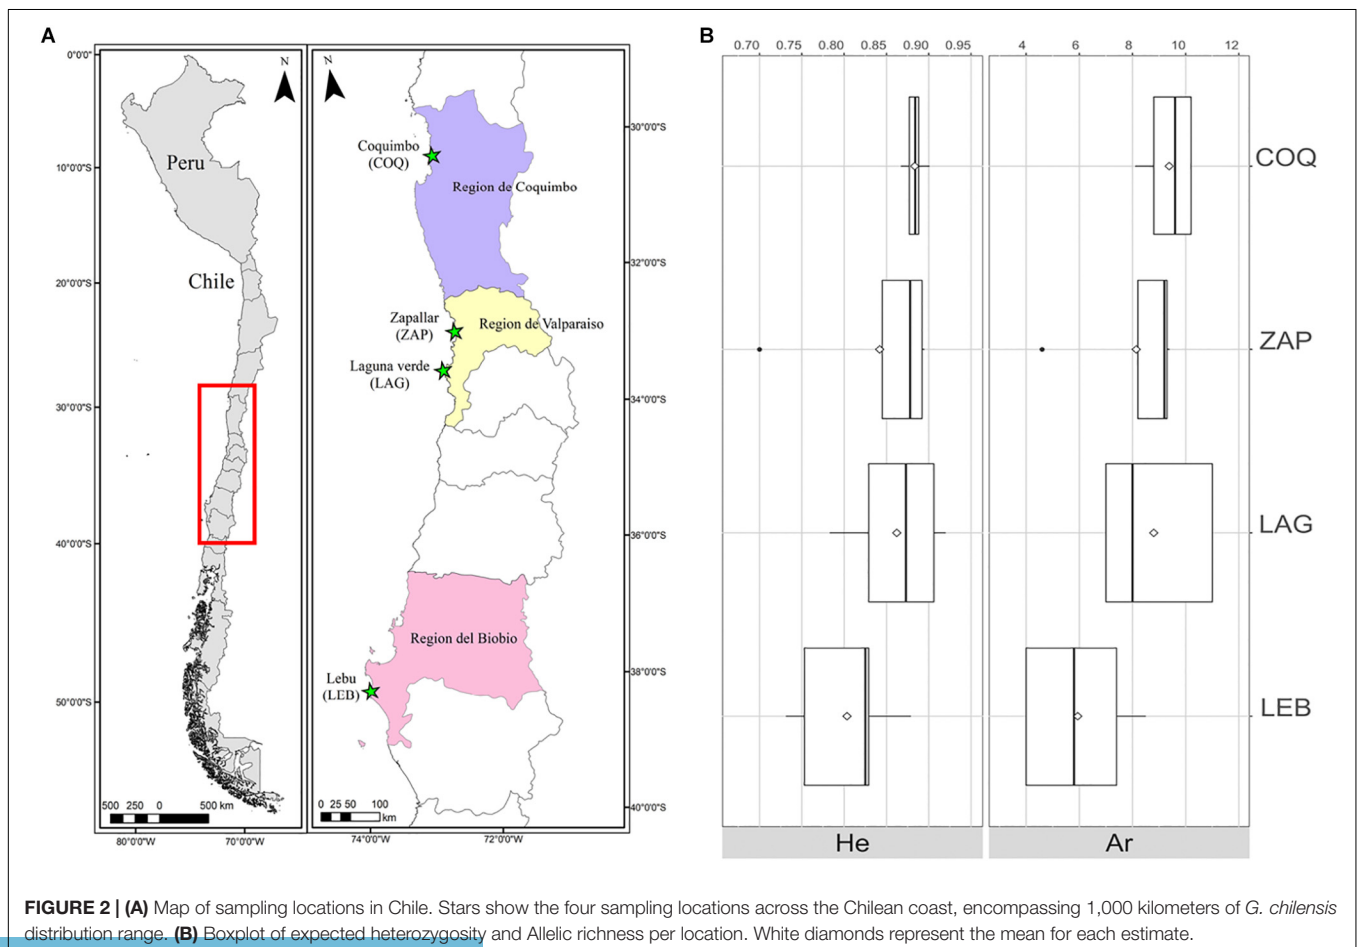 A
B
0°0'0"
10°0'0"S
20°0'0"S
30°0'0"S
40°0'0"S
50°0'0"S
N
Peru
Chile
500 250 0 500 km
80°0'0"W 70°0'0"W
N
Coquimbo
(COQ)
Region de Coquimbo
Zapallar
(ZAP)
Region de Valparaiso
Laguna verde
(LAG)
Region del Biobio
Lebu
(LEB)
0 25 50 100
km
30°0'0"S
32°0'0"S
34°0'0"S
36°0'0"S
38°0'0"S
40°0'0"S
74°0'0"W 72°0'0"W
0.70 0.75 0.80 0.85 0.90 0.95
4 6 8 10 12
COQ
ZAP
LAG
LEB
He
Ar
FIGURE 2 | (A) Map of sampling locations in Chile. Stars show the four sampling locations across the Chilean coast, encompassing 1,000 kilometers of G. chilensis
distribution range. (B) Boxplot of expected heterozygosity and Allelic richness per location. White diamonds represent the mean for each estimate.